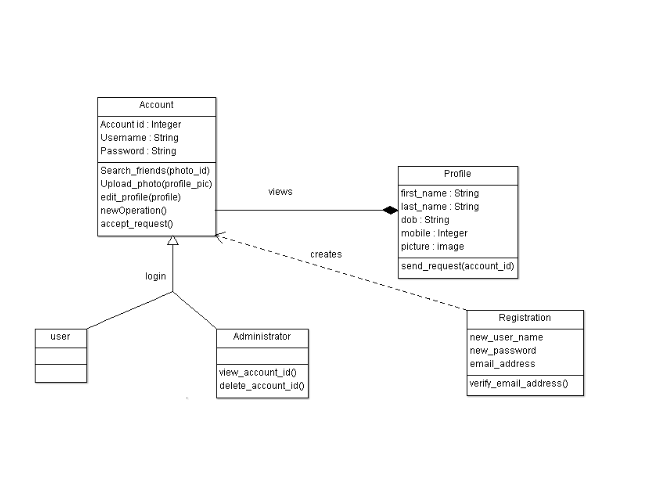 Account
Account id : Integer
Username : String
Password : String
Search_friends(photo_id)
Upload_photo(profile_pic)
edit_profile(profile)
newOperation()
accept_request()
views
Profile
first_name : String
last_name : String
dob : String
mobile : Integer
picture : image
send_request(account_id)
creates
login
Registration
new_user_name
new_password
email_address
verify_email_address()
user
Administrator
view_account_id()
delete_account_id()